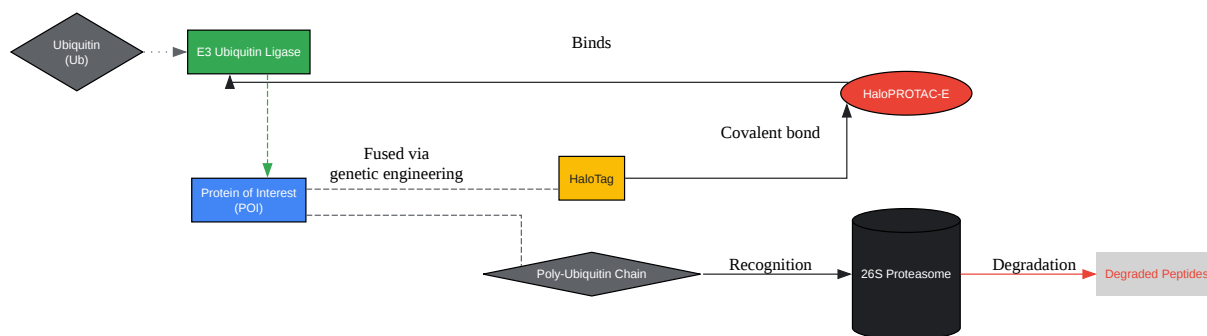 Ubiquitin
(Ub)
E3 Ubiquitin Ligase
Binds
HaloPROTAC-E
Covalent bond
Fused via
genetic engineering
HaloTag
Protein of Interest
(POI)
Poly-Ubiquitin Chain
Recognition
26S Proteasome
Degradation
Degraded Peptides